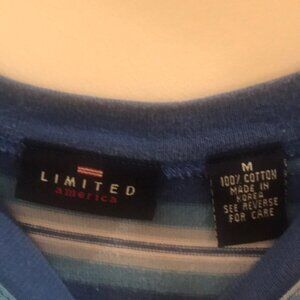 LIMITED
america
M
100% COTTON
MADE IN
KOREA
SEE REVERSE
FOR CARE